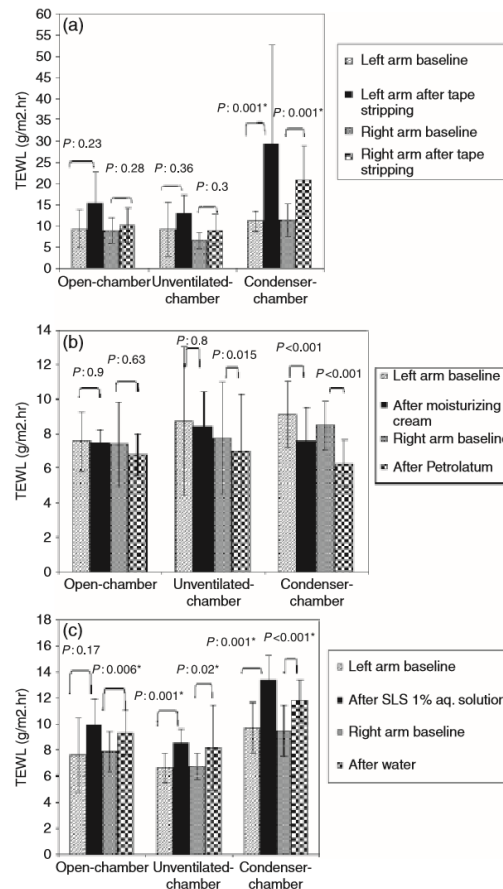 (a)
60
55
50
45
40
35
30
25
20
15
10
5
0
TEWL (g/m2.hr)
P: 0.23
P: 0.28
P: 0.36
P: 0.3
P: 0.001*
P: 0.001*
Open-chamber
Unventilated-
chamber
Condenser-
chamber
Left arm baseline
Left arm after tape
stripping
Right arm baseline
Right arm after tape
stripping
(b)
14
12
10
8
6
4
2
0
TEWL (g/m2.hr)
P: 0.9
P: 0.63
P: 0.8
P: 0.015
P<0.001
P<0.001
Open-chamber
Unventilated-
chamber
Condenser-
chamber
Left arm baseline
After moisturizing
cream
Right arm baseline
After Petrolatum
(c)
18
16
14
12
10
8
6
4
2
0
TEWL (g/m2.hr)
P: 0.17
P: 0.006*
P: 0.001*
P: 0.02*
P: 0.001*
P: <0.001*
Open-chamber
Unventilated-
chamber
Condenser-
chamber
Left arm baseline
After SLS 1% aq. solution
Right arm baseline
After water